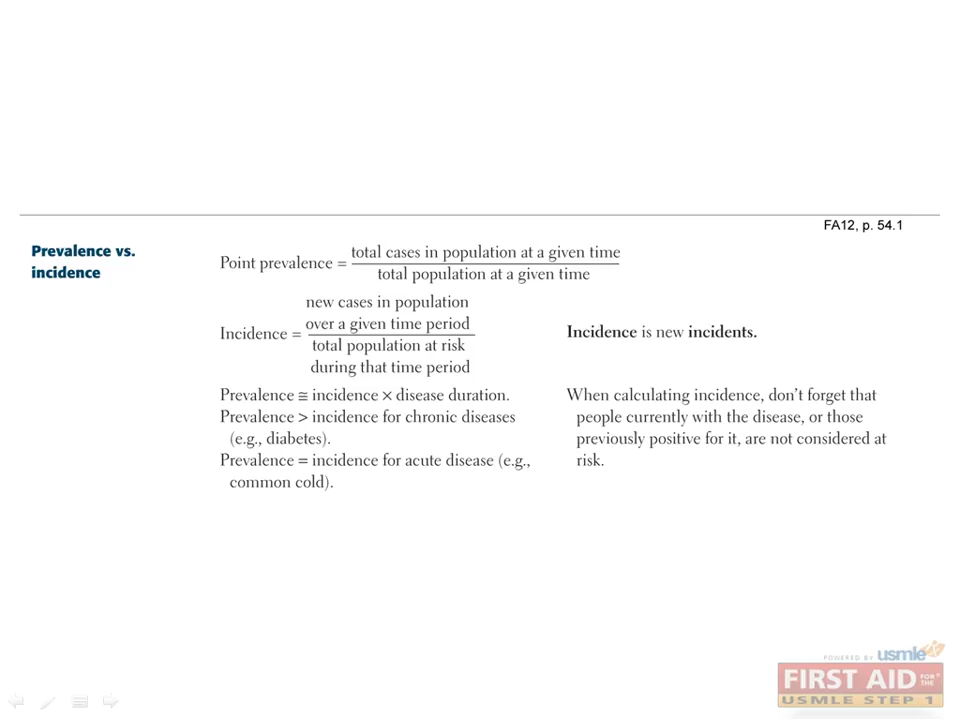 FA12, p. 54.1
Prevalence vs.
incidence
Point prevalence = total cases in population at a given time
total population at a given time
Incidence = new cases in population
over a given time period
total population at risk
during that time period
Incidence is new incidents.
Prevalence ≅ incidence × disease duration.
Prevalence > incidence for chronic diseases
(e.g., diabetes).
Prevalence = incidence for acute disease (e.g.,
common cold).
When calculating incidence, don't forget that
people currently with the disease, or those
previously positive for it, are not considered at
risk.
POWERED BY usmle
FIRST AID FOR THE
USMLE STEP 1